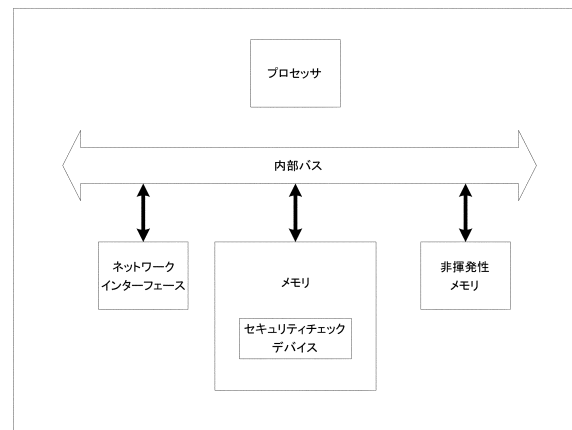 プロセッサ
内部バス
ネットワーク
インターフェース
メモリ
セキュリティチェック
デバイス
非揮発性
メモリ